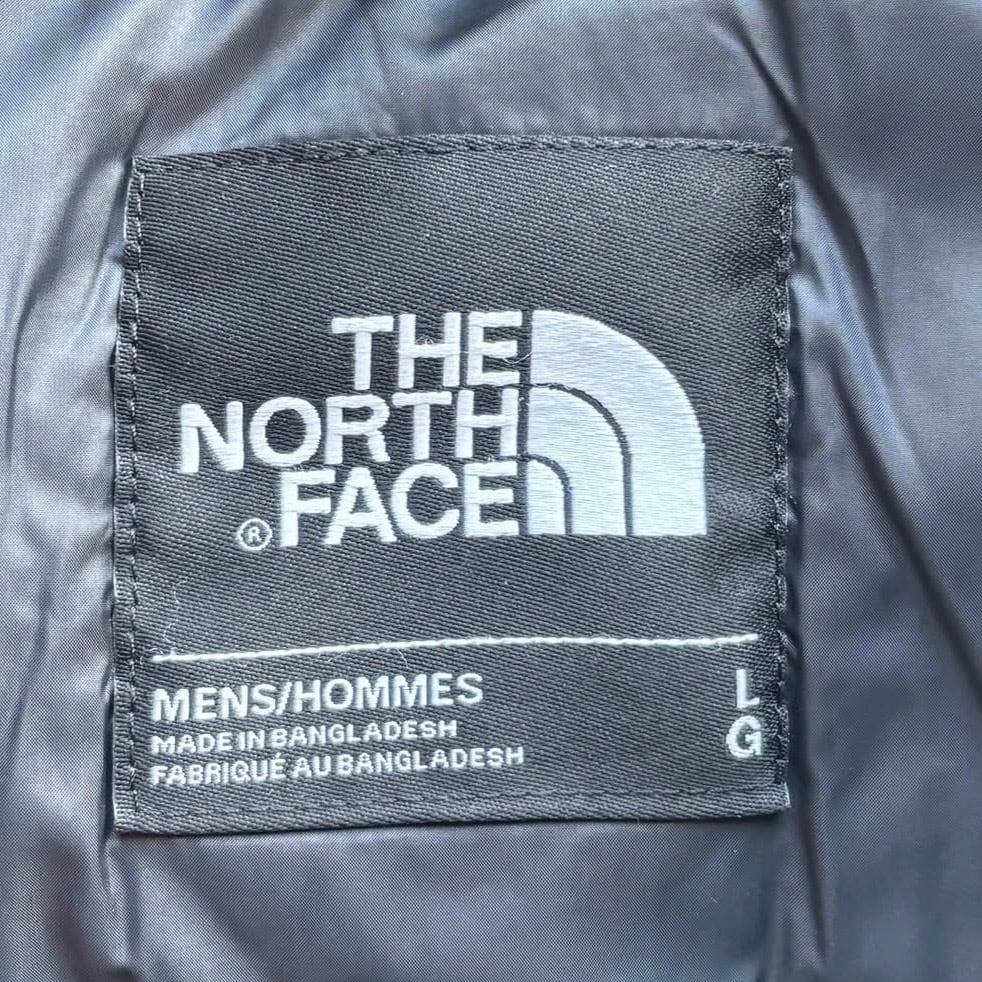 THE
NORTH
®FACE
MENS/HOMMES L
MADE IN BANGLADESH G
FABRIQUÉ AU BANGLADESH